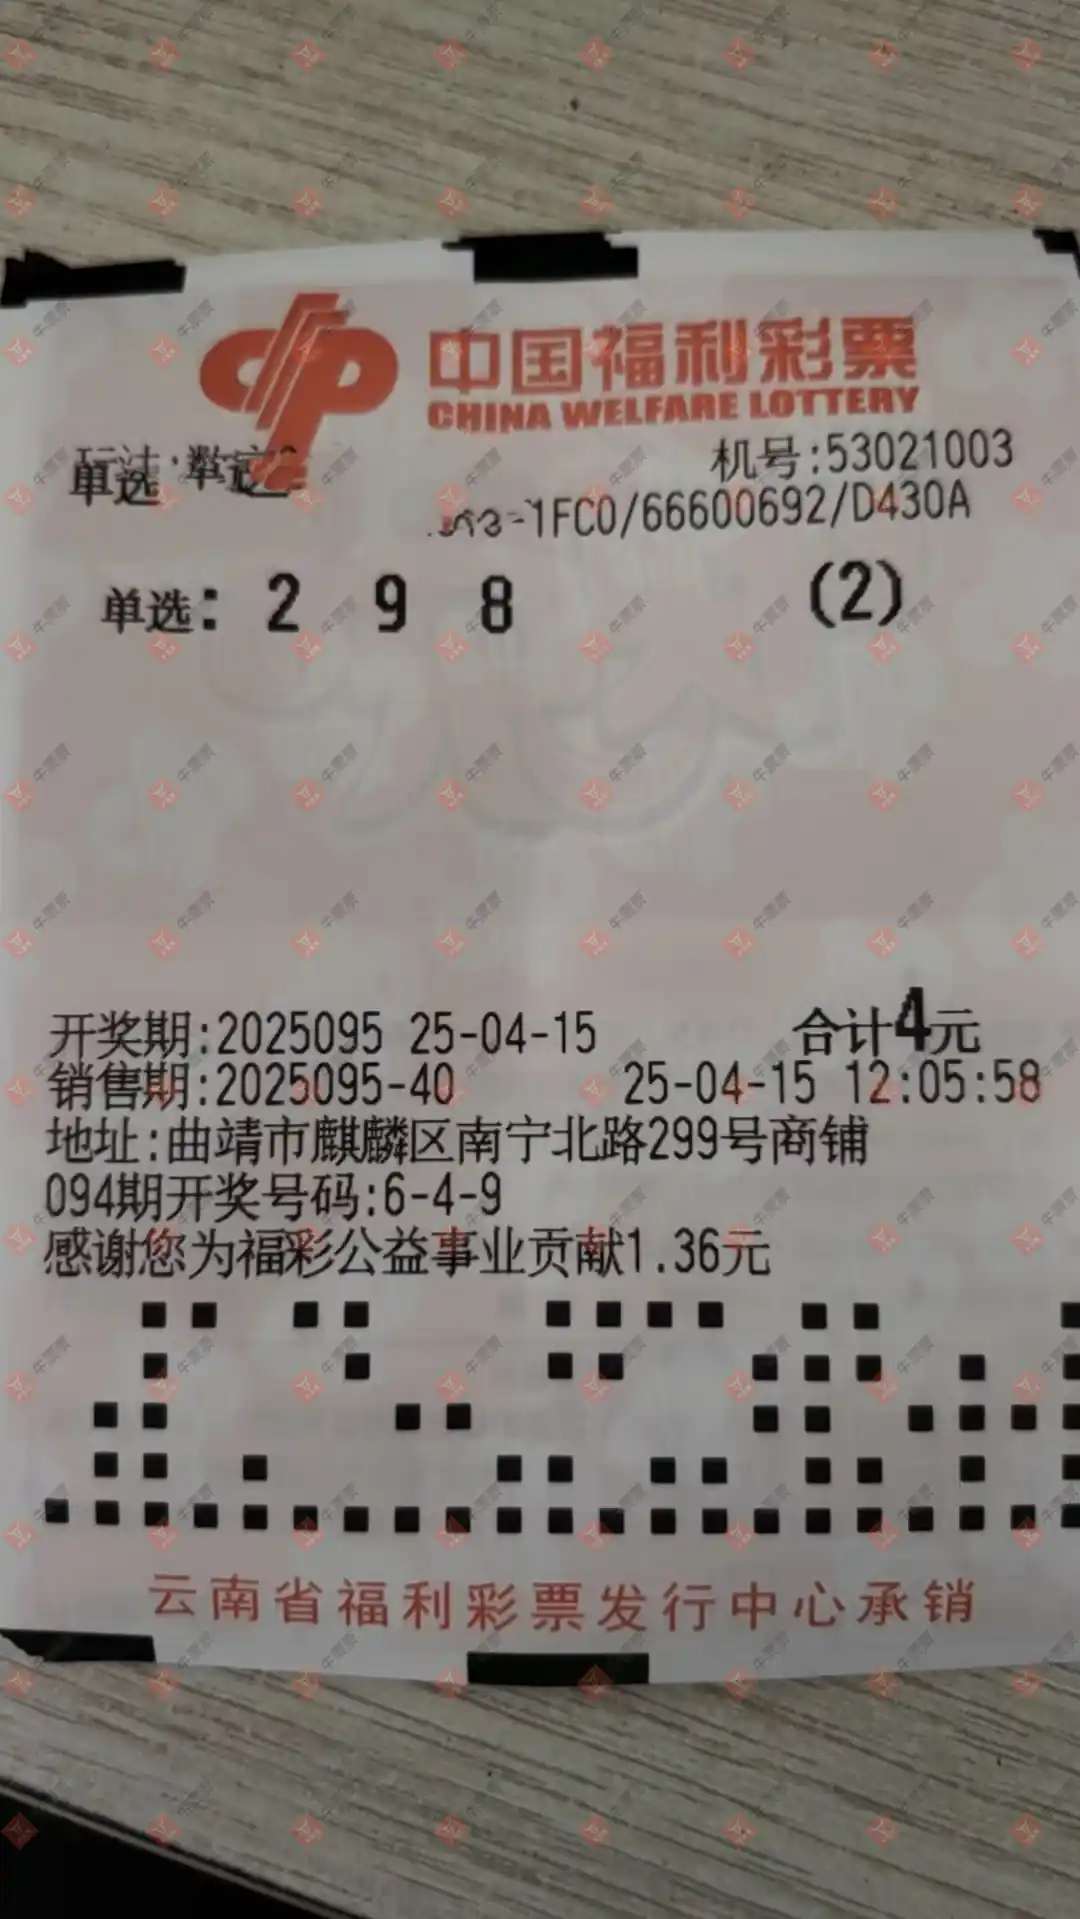 中国福利彩票
CHINA WELFARE LOTTERY
机号:53021003
单选 单选
-1FC0/66600692/D430A
单选: 2 9 8 (2)
开奖期:2025095 25-04-15 合计4元
销售期:2025095-40 25-04-15 12:05:58
地址:曲靖市麒麟区南宁北路299号商铺
094期开奖号码:6-4-9
感谢您为福彩公益事业贡献1.36元
云南省福利彩票发行中心承销